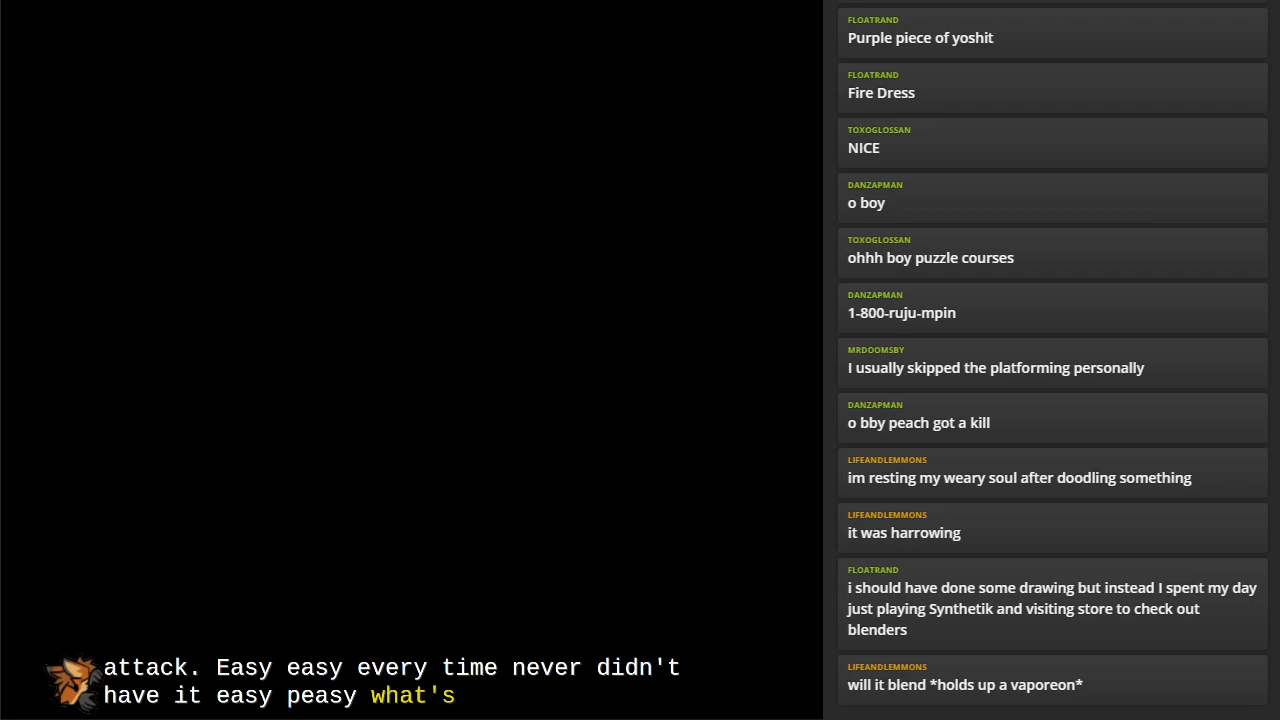 FLOATRAND
Purple piece of yoshit
FLOATRAND
Fire Dress
TOXOGLOSSAN
NICE
DANZAPMAN
o boy
TOXOGLOSSAN
ohhh boy puzzle courses
DANZAPMAN
1-800-ruju-mpin
MRDOOMSBY
I usually skipped the platforming personally
DANZAPMAN
o bby peach got a kill
LIFEANDLEMMONS
im resting my weary soul after doodling something
LIFEANDLEMMONS
it was harrowing
FLOATRAND
i should have done some drawing but instead I spent my day
just playing Synthetik and visiting store to check out
blenders
LIFEANDLEMMONS
will it blend *holds up a vaporeon*
attack. Easy easy every time never didn't
have it easy peasy what's